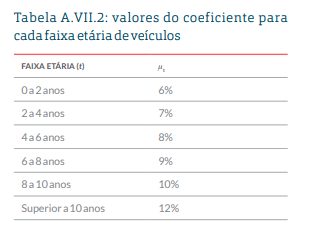 Tabela A.VII.2: valores do coeficiente para
cada faixa etária de veículos
FAIXA ETÁRIA (t) μt
0 a 2 anos 6%
2 a 4 anos 7%
4 a 6 anos 8%
6 a 8 anos 9%
8 a 10 anos 10%
Superior a 10 anos 12%